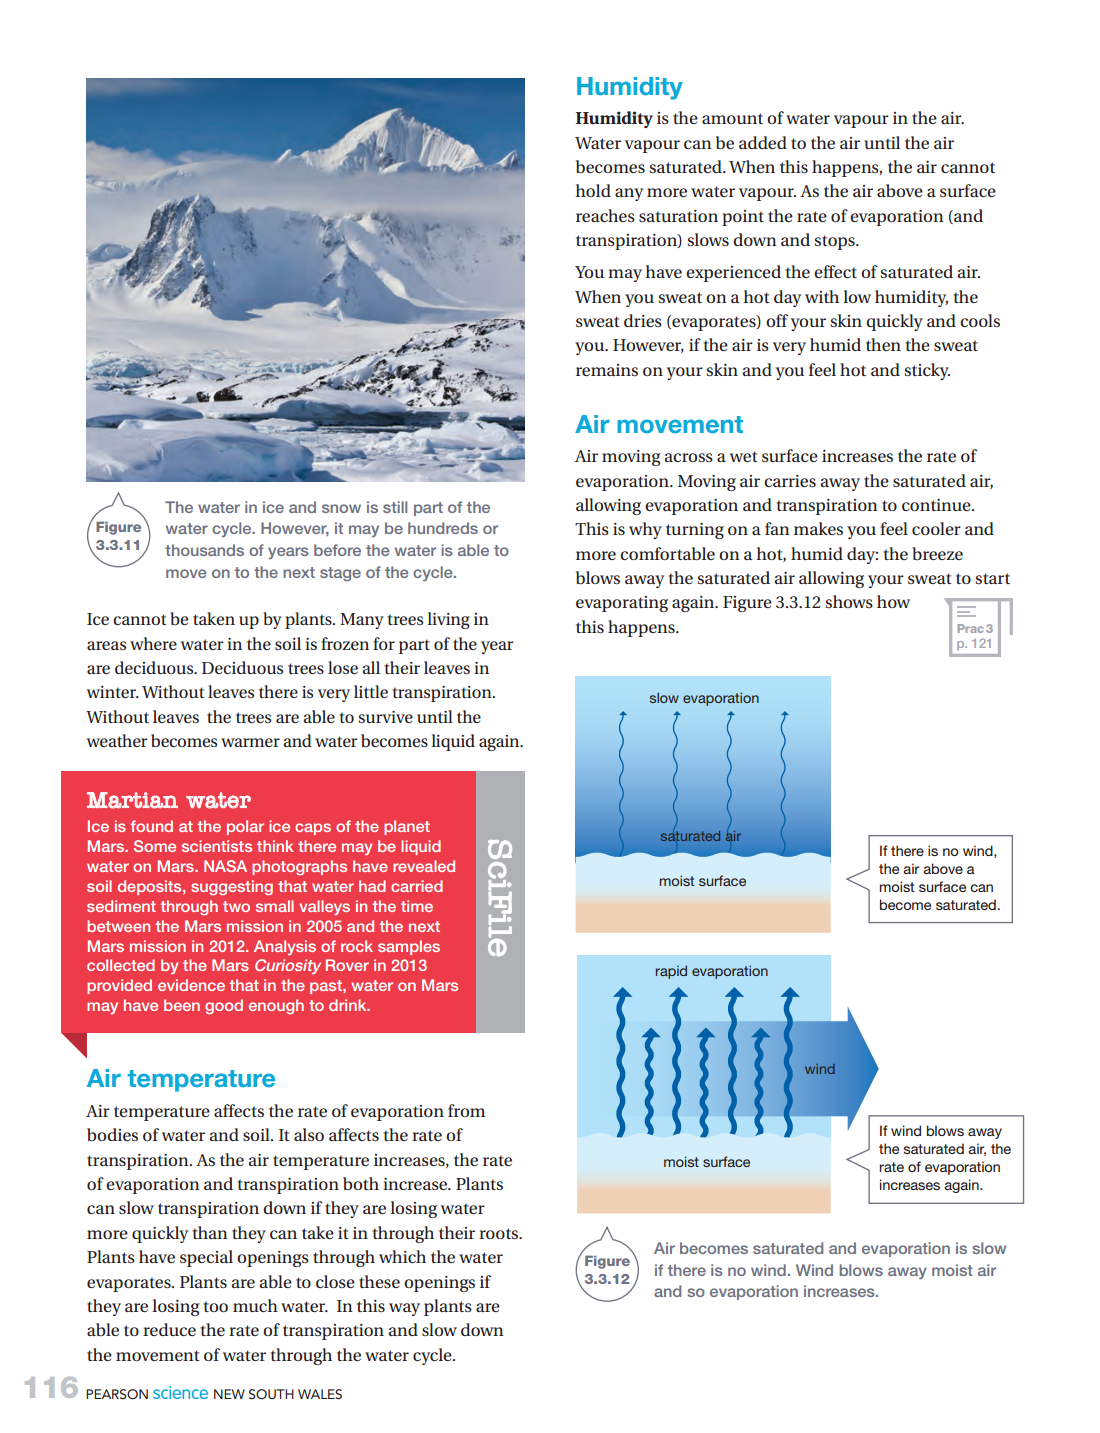 Figure
3.3.11
The water in ice and snow is still part of the
water cycle. However, it may be hundreds or
thousands of years before the water is able to
move on to the next stage of the cycle.
Ice cannot be taken up by plants. Many trees living in
areas where water in the soil is frozen for part of the year
are deciduous. Deciduous trees lose all their leaves in
winter. Without leaves there is very little transpiration.
Without leaves the trees are able to survive until the
weather becomes warmer and water becomes liquid again.
Martian water
Ice is found at the polar ice caps of the planet
Mars. Some scientists think there may be liquid
water on Mars. NASA photographs have revealed
soil deposits, suggesting that water had carried
sediment through two small valleys in the time
between the Mars mission in 2005 and the next
Mars mission in 2012. Analysis of rock samples
collected by the Mars Curiosity Rover in 2013
provided evidence that in the past, water on Mars
may have been good enough to drink.
SciFile
Air temperature
Air temperature affects the rate of evaporation from
bodies of water and soil. It also affects the rate of
transpiration. As the air temperature increases, the rate
of evaporation and transpiration both increase. Plants
can slow transpiration down if they are losing water
more quickly than they can take it in through their roots.
Plants have special openings through which the water
evaporates. Plants are able to close these openings if
they are losing too much water. In this way plants are
able to reduce the rate of transpiration and slow down
the movement of water through the water cycle.
Humidity
Humidity is the amount of water vapour in the air.
Water vapour can be added to the air until the air
becomes saturated. When this happens, the air cannot
hold any more water vapour. As the air above a surface
reaches saturation point the rate of evaporation (and
transpiration) slows down and stops.
You may have experienced the effect of saturated air.
When you sweat on a hot day with low humidity, the
sweat dries (evaporates) off your skin quickly and cools
you. However, if the air is very humid then the sweat
remains on your skin and you feel hot and sticky.
Air movement
Air moving across a wet surface increases the rate of
evaporation. Moving air carries away the saturated air,
allowing evaporation and transpiration to continue.
This is why turning on a fan makes you feel cooler and
more comfortable on a hot, humid day: the breeze
blows away the saturated air allowing your sweat to start
evaporating again. Figure 3.3.12 shows how
this happens.
Prac 3
p. 121
slow evaporation
saturated air
moist surface
If there is no wind,
the air above a
moist surface can
become saturated.
rapid evaporation
wind
moist surface
If wind blows away
the saturated air, the
rate of evaporation
increases again.
Figure
3.3.12
Air becomes saturated and evaporation is slow
if there is no wind. Wind blows away moist air
and so evaporation increases.
116 PEARSON science NEW SOUTH WALES